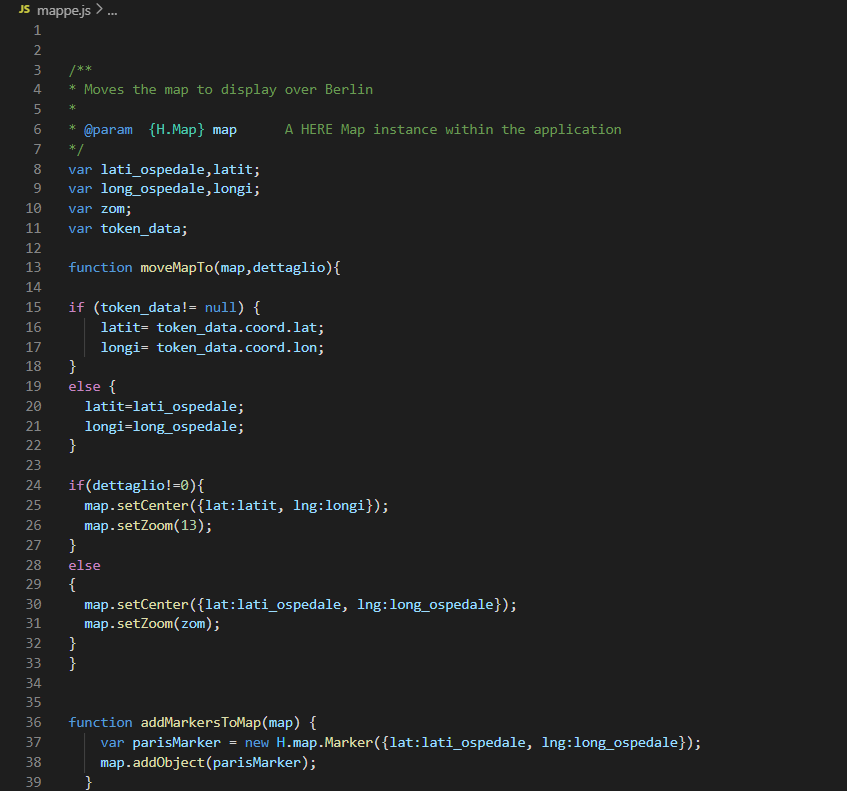 JS mappe.js > ...
1
2
3 /**
4 * Moves the map to display over Berlin
5 *
6 * @param  {H.Map} map      A HERE Map instance within the application
7 */
8 var lati_ospedale,latit;
9 var long_ospedale,longi;
10 var zom;
11 var token_data;
12
13 function moveMapTo(map,dettaglio){
14
15 if (token_data!= null) {
16     latit= token_data.coord.lat;
17     longi= token_data.coord.lon;
18 }
19 else {
20   latit=lati_ospedale;
21   longi=long_ospedale;
22 }
23
24 if(dettaglio!=0){
25   map.setCenter({lat:latit, lng:longi});
26   map.setZoom(13);
27 }
28 else
29 {
30   map.setCenter({lat:lati_ospedale, lng:long_ospedale});
31   map.setZoom(zom);
32 }
33 }
34
35
36 function addMarkersToMap(map) {
37     var parisMarker = new H.map.Marker({lat:lati_ospedale, lng:long_ospedale});
38     map.addObject(parisMarker);
39   }